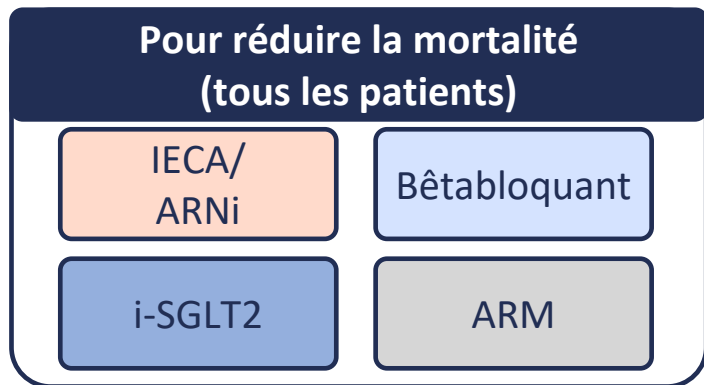 Pour réduire la mortalité
(tous les patients)
IECA/
ARNi
Bêtabloquant
i-SGLT2
ARM